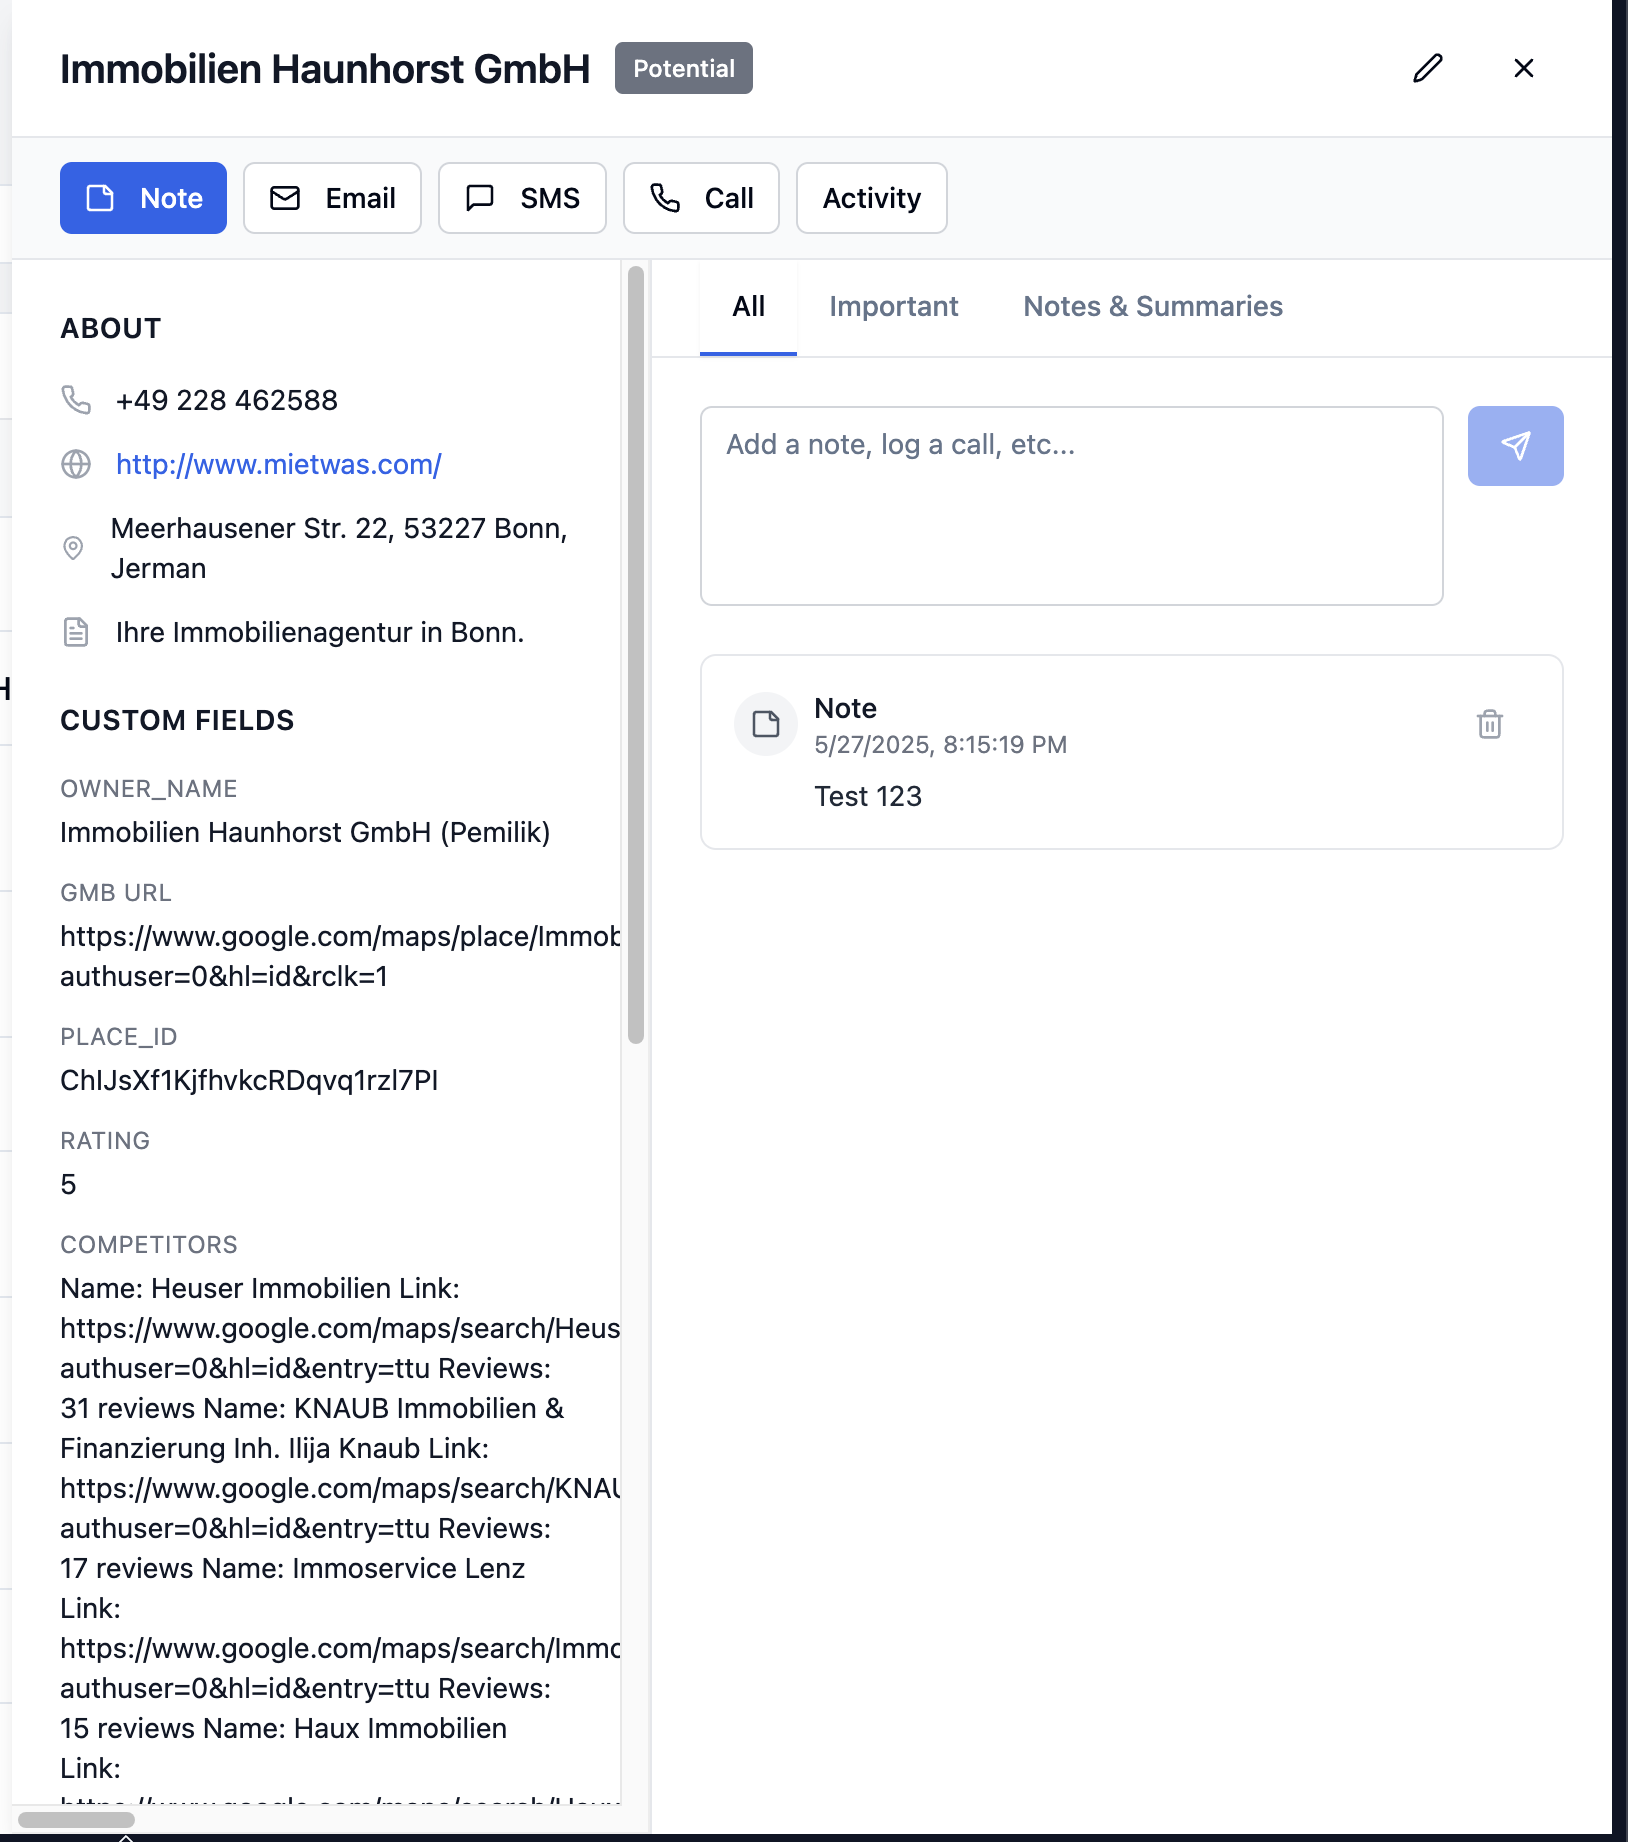 Immobilien Haunhorst GmbH
Potential
Note
Email
SMS
Call
Activity
ABOUT
+49 228 462588
http://www.mietwas.com/
Meerhausener Str. 22, 53227 Bonn,
Jerman
Ihre Immobilienagentur in Bonn.
CUSTOM FIELDS
OWNER_NAME
Immobilien Haunhorst GmbH (Pemilik)
GMB URL
https://www.google.com/maps/place/Immob
authuser=0&hl=id&rclk=1
PLACE_ID
ChIJsXf1KjfhvkcRDqvq1rzl7PI
RATING
5
COMPETITORS
Name: Heuser Immobilien Link:
https://www.google.com/maps/search/Heus
authuser=0&hl=id&entry=ttu Reviews:
31 reviews Name: KNAUB Immobilien &
Finanzierung Inh. Ilija Knaub Link:
https://www.google.com/maps/search/KNAU
authuser=0&hl=id&entry=ttu Reviews:
17 reviews Name: Immoservice Lenz
Link:
https://www.google.com/maps/search/Immo
authuser=0&hl=id&entry=ttu Reviews:
15 reviews Name: Haux Immobilien
Link:
All
Important
Notes & Summaries
Add a note, log a call, etc...
Note
5/27/2025, 8:15:19 PM
Test 123